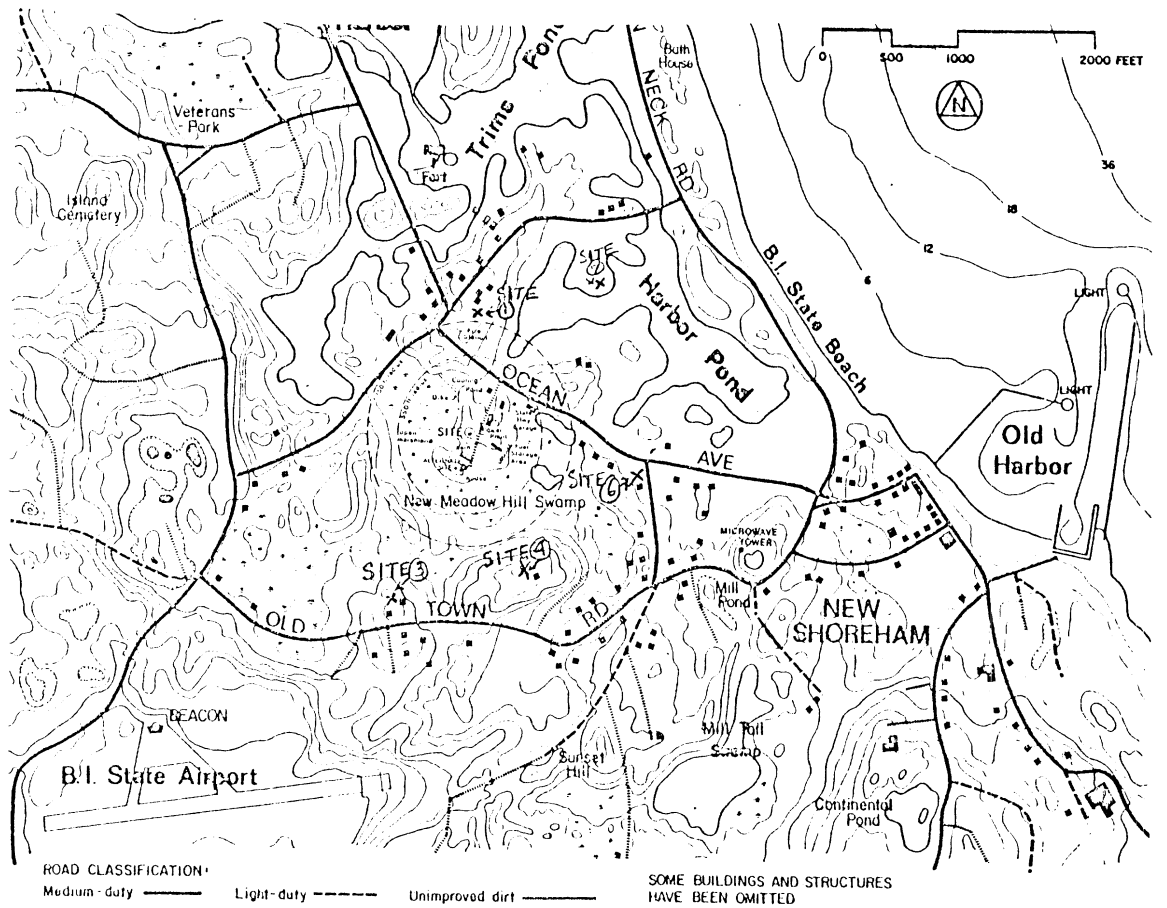 Bath
House
0 500 1000 2000 FEET
N
Veterans
Park
Trims
Pond
NECK
RD
Fort
36
Island
Cemetery
18
12
6
SITE
SITE
B.I. State Beach
Harbor Pond
LIGHT
LIGHT
OCEAN
AVE
SITE
Old
Harbor
SITE 6
New Meadow Hill Swamp
MICROWAVE
TOWER
SITE 4
SITE 3
OLD
TOWN
RD
Mill
Pond
NEW
SHOREHAM
BEACON
B.I. State Airport
Sunset
Hill
Mill Tail
Swamp
Continental
Pond
ROAD CLASSIFICATION:
Medium-duty Light-duty Unimproved dirt
SOME BUILDINGS AND STRUCTURES
HAVE BEEN OMITTED